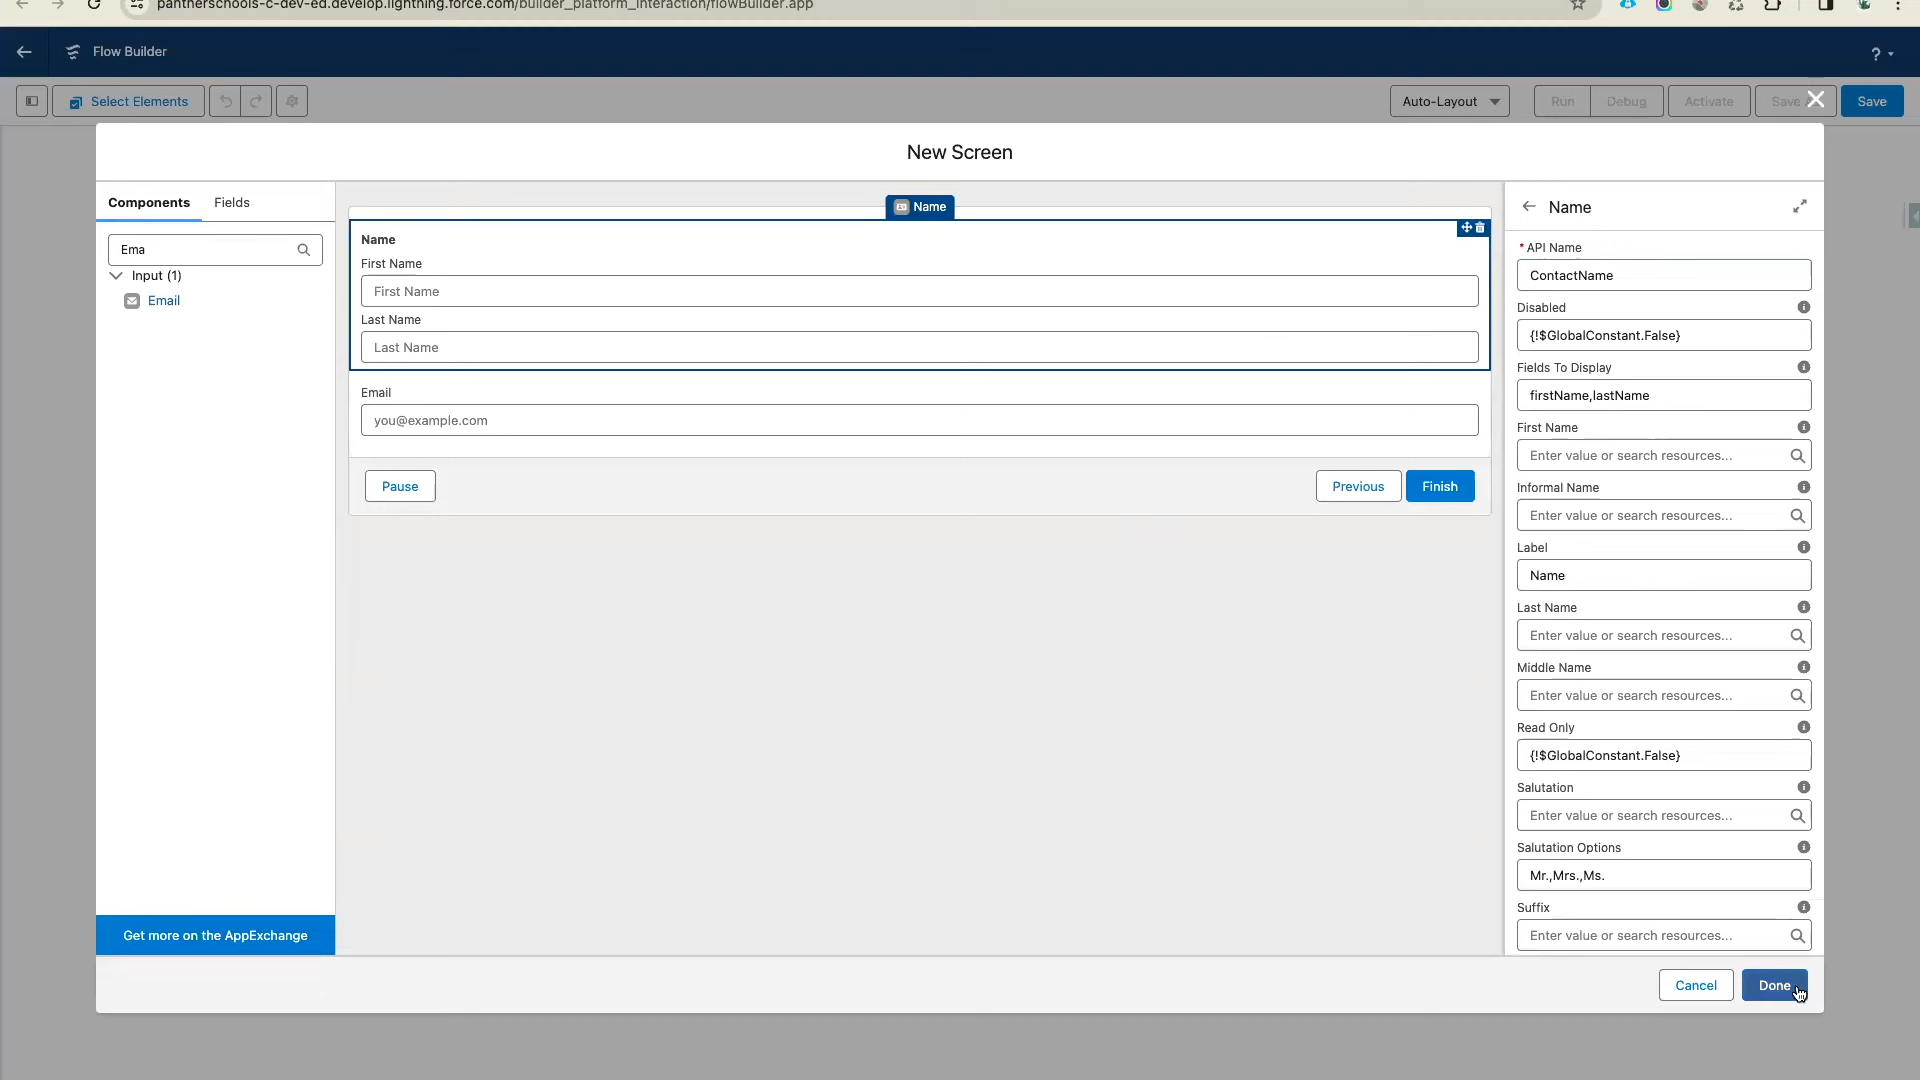 pantherschools-c-dev-ed.develop.lightning.force.com/builder_platform_interaction/flowBuilder.app
Flow Builder
?
Select Elements
Auto-Layout
Run
Debug
Activate
Save
Save
New Screen
Components
Fields
Ema
Input (1)
Email
Get more on the AppExchange
Name
Name
First Name
First Name
Last Name
Last Name
Email
you@example.com
Pause
Previous
Finish
Name
* API Name
ContactName
Disabled
{!$GlobalConstant.False}
Fields To Display
firstName,lastName
First Name
Enter value or search resources...
Informal Name
Enter value or search resources...
Label
Name
Last Name
Enter value or search resources...
Middle Name
Enter value or search resources...
Read Only
{!$GlobalConstant.False}
Salutation
Enter value or search resources...
Salutation Options
Mr.,Mrs.,Ms.
Suffix
Enter value or search resources...
Cancel
Done